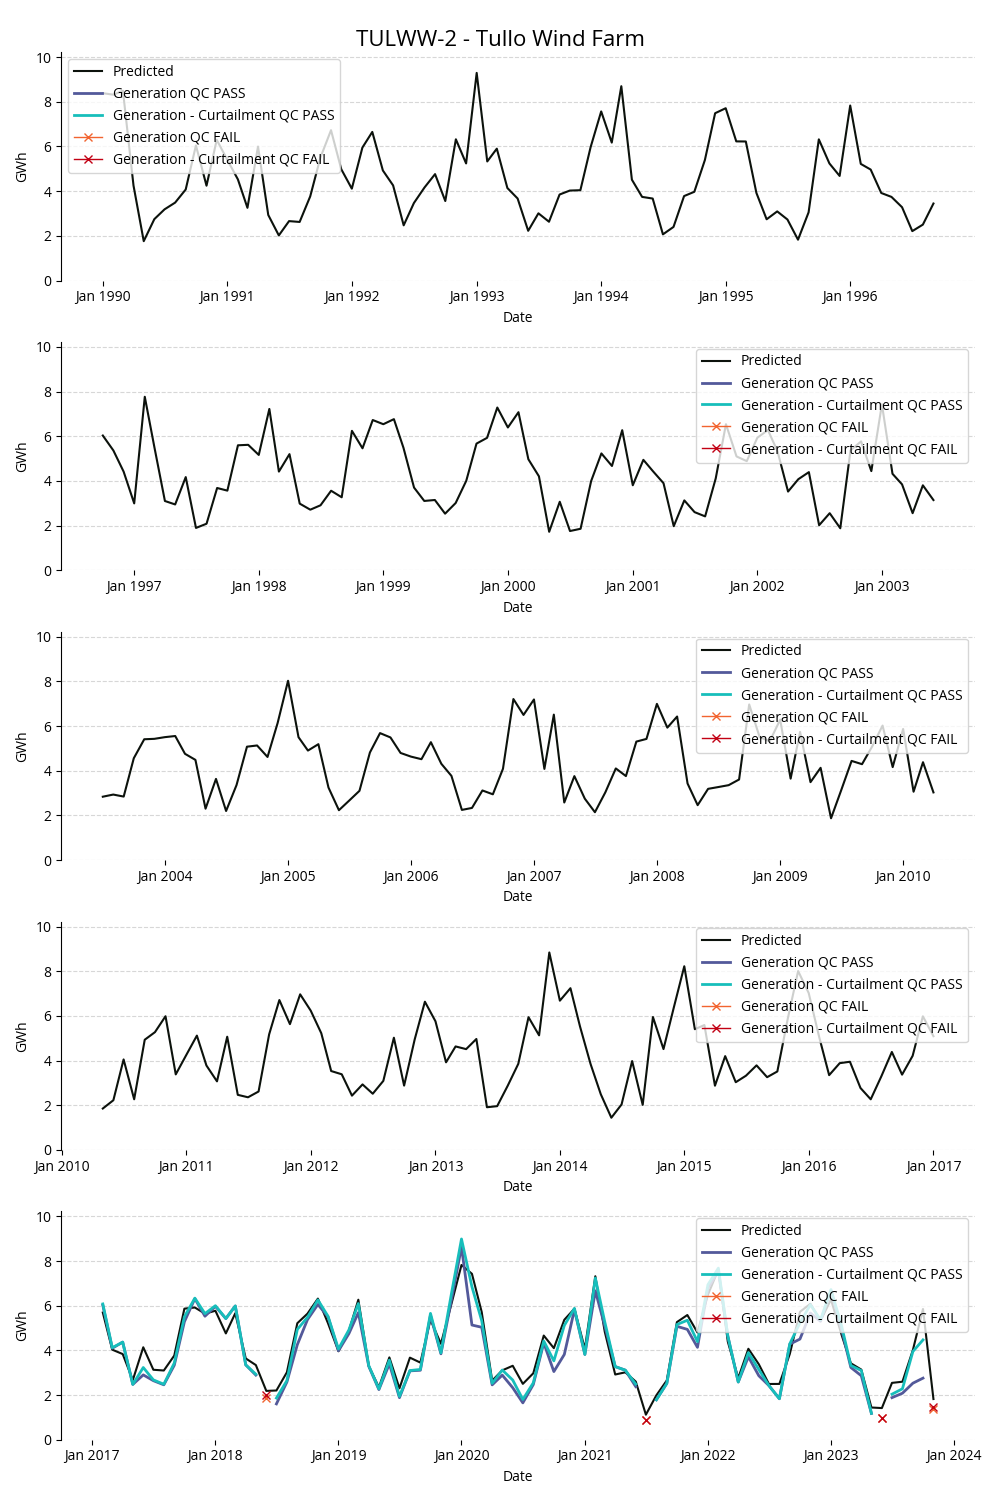 TULWW-2 - Tullo Wind Farm
10
8
6
4
2
0
GWh
Predicted
Generation QC PASS
Generation - Curtailment QC PASS
Generation QC FAIL
Generation - Curtailment QC FAIL
Jan 1990 Jan 1991 Jan 1992 Jan 1993 Jan 1994 Jan 1995 Jan 1996
Date
10
8
6
4
2
0
GWh
Predicted
Generation QC PASS
Generation - Curtailment QC PASS
Generation QC FAIL
Generation - Curtailment QC FAIL
Jan 1997 Jan 1998 Jan 1999 Jan 2000 Jan 2001 Jan 2002 Jan 2003
Date
10
8
6
4
2
0
GWh
Predicted
Generation QC PASS
Generation - Curtailment QC PASS
Generation QC FAIL
Generation - Curtailment QC FAIL
Jan 2004 Jan 2005 Jan 2006 Jan 2007 Jan 2008 Jan 2009 Jan 2010
Date
10
8
6
4
2
0
GWh
Predicted
Generation QC PASS
Generation - Curtailment QC PASS
Generation QC FAIL
Generation - Curtailment QC FAIL
Jan 2010 Jan 2011 Jan 2012 Jan 2013 Jan 2014 Jan 2015 Jan 2016 Jan 2017
Date
10
8
6
4
2
0
GWh
Predicted
Generation QC PASS
Generation - Curtailment QC PASS
Generation QC FAIL
Generation - Curtailment QC FAIL
Jan 2017 Jan 2018 Jan 2019 Jan 2020 Jan 2021 Jan 2022 Jan 2023 Jan 2024
Date